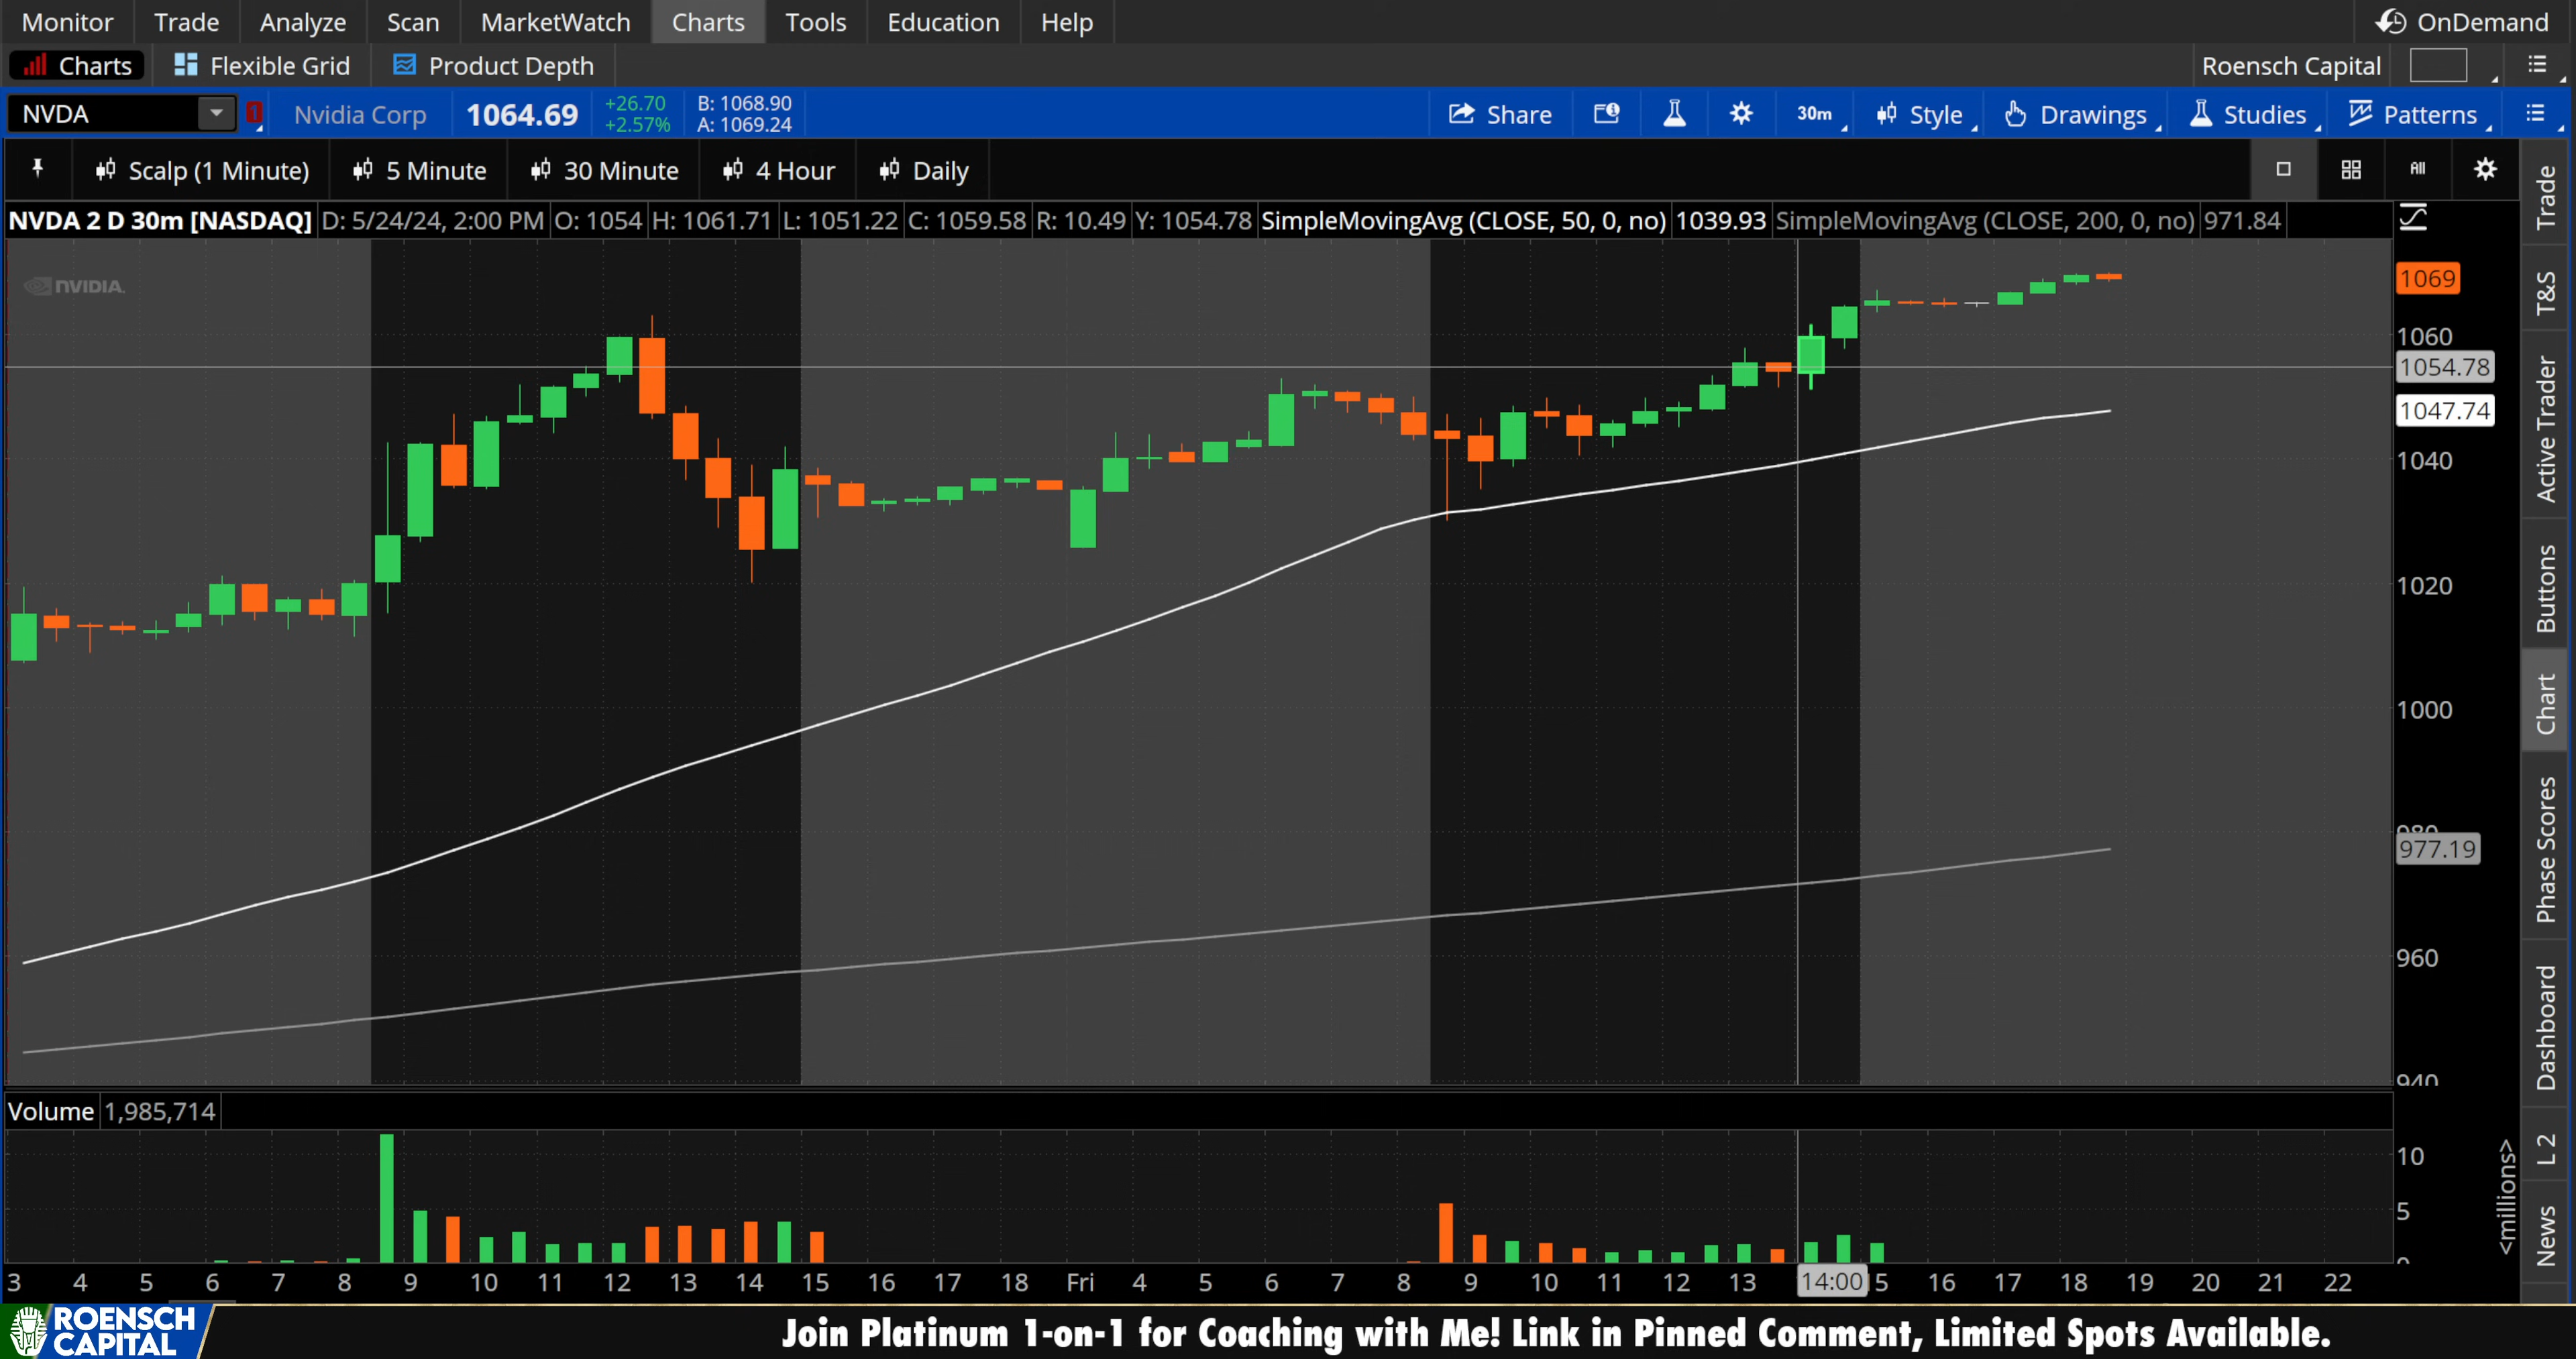 Monitor Trade Analyze Scan MarketWatch Charts Tools Education Help OnDemand
Charts Flexible Grid Product Depth Roensch Capital
NVDA 1 Nvidia Corp 1064.69 +26.70 +2.57% B: 1068.90 A: 1069.24 Share 30m Style Drawings Studies Patterns
Scalp (1 Minute) 5 Minute 30 Minute 4 Hour Daily All
NVDA 2 D 30m [NASDAQ] D: 5/24/24, 2:00 PM O: 1054 H: 1061.71 L: 1051.22 C: 1059.58 R: 10.49 Y: 1054.78 SimpleMovingAvg (CLOSE, 50, 0, no) 1039.93 SimpleMovingAvg (CLOSE, 200, 0, no) 971.84
NVIDIA.
1069
1060
1054.78
1047.74
1040
1020
1000
980
977.19
960
940
Volume 1,985,714
10
5
0
<millions>
3 4 5 6 7 8 9 10 11 12 13 14 15 16 17 18 Fri 4 5 6 7 8 9 10 11 12 13 14:00 15 16 17 18 19 20 21 22
Trade
T&S
Active Trader
Buttons
Chart
Phase Scores
Dashboard
L 2
News
ROENSCH
CAPITAL
Join Platinum 1-on-1 for Coaching with Me! Link in Pinned Comment, Limited Spots Available.